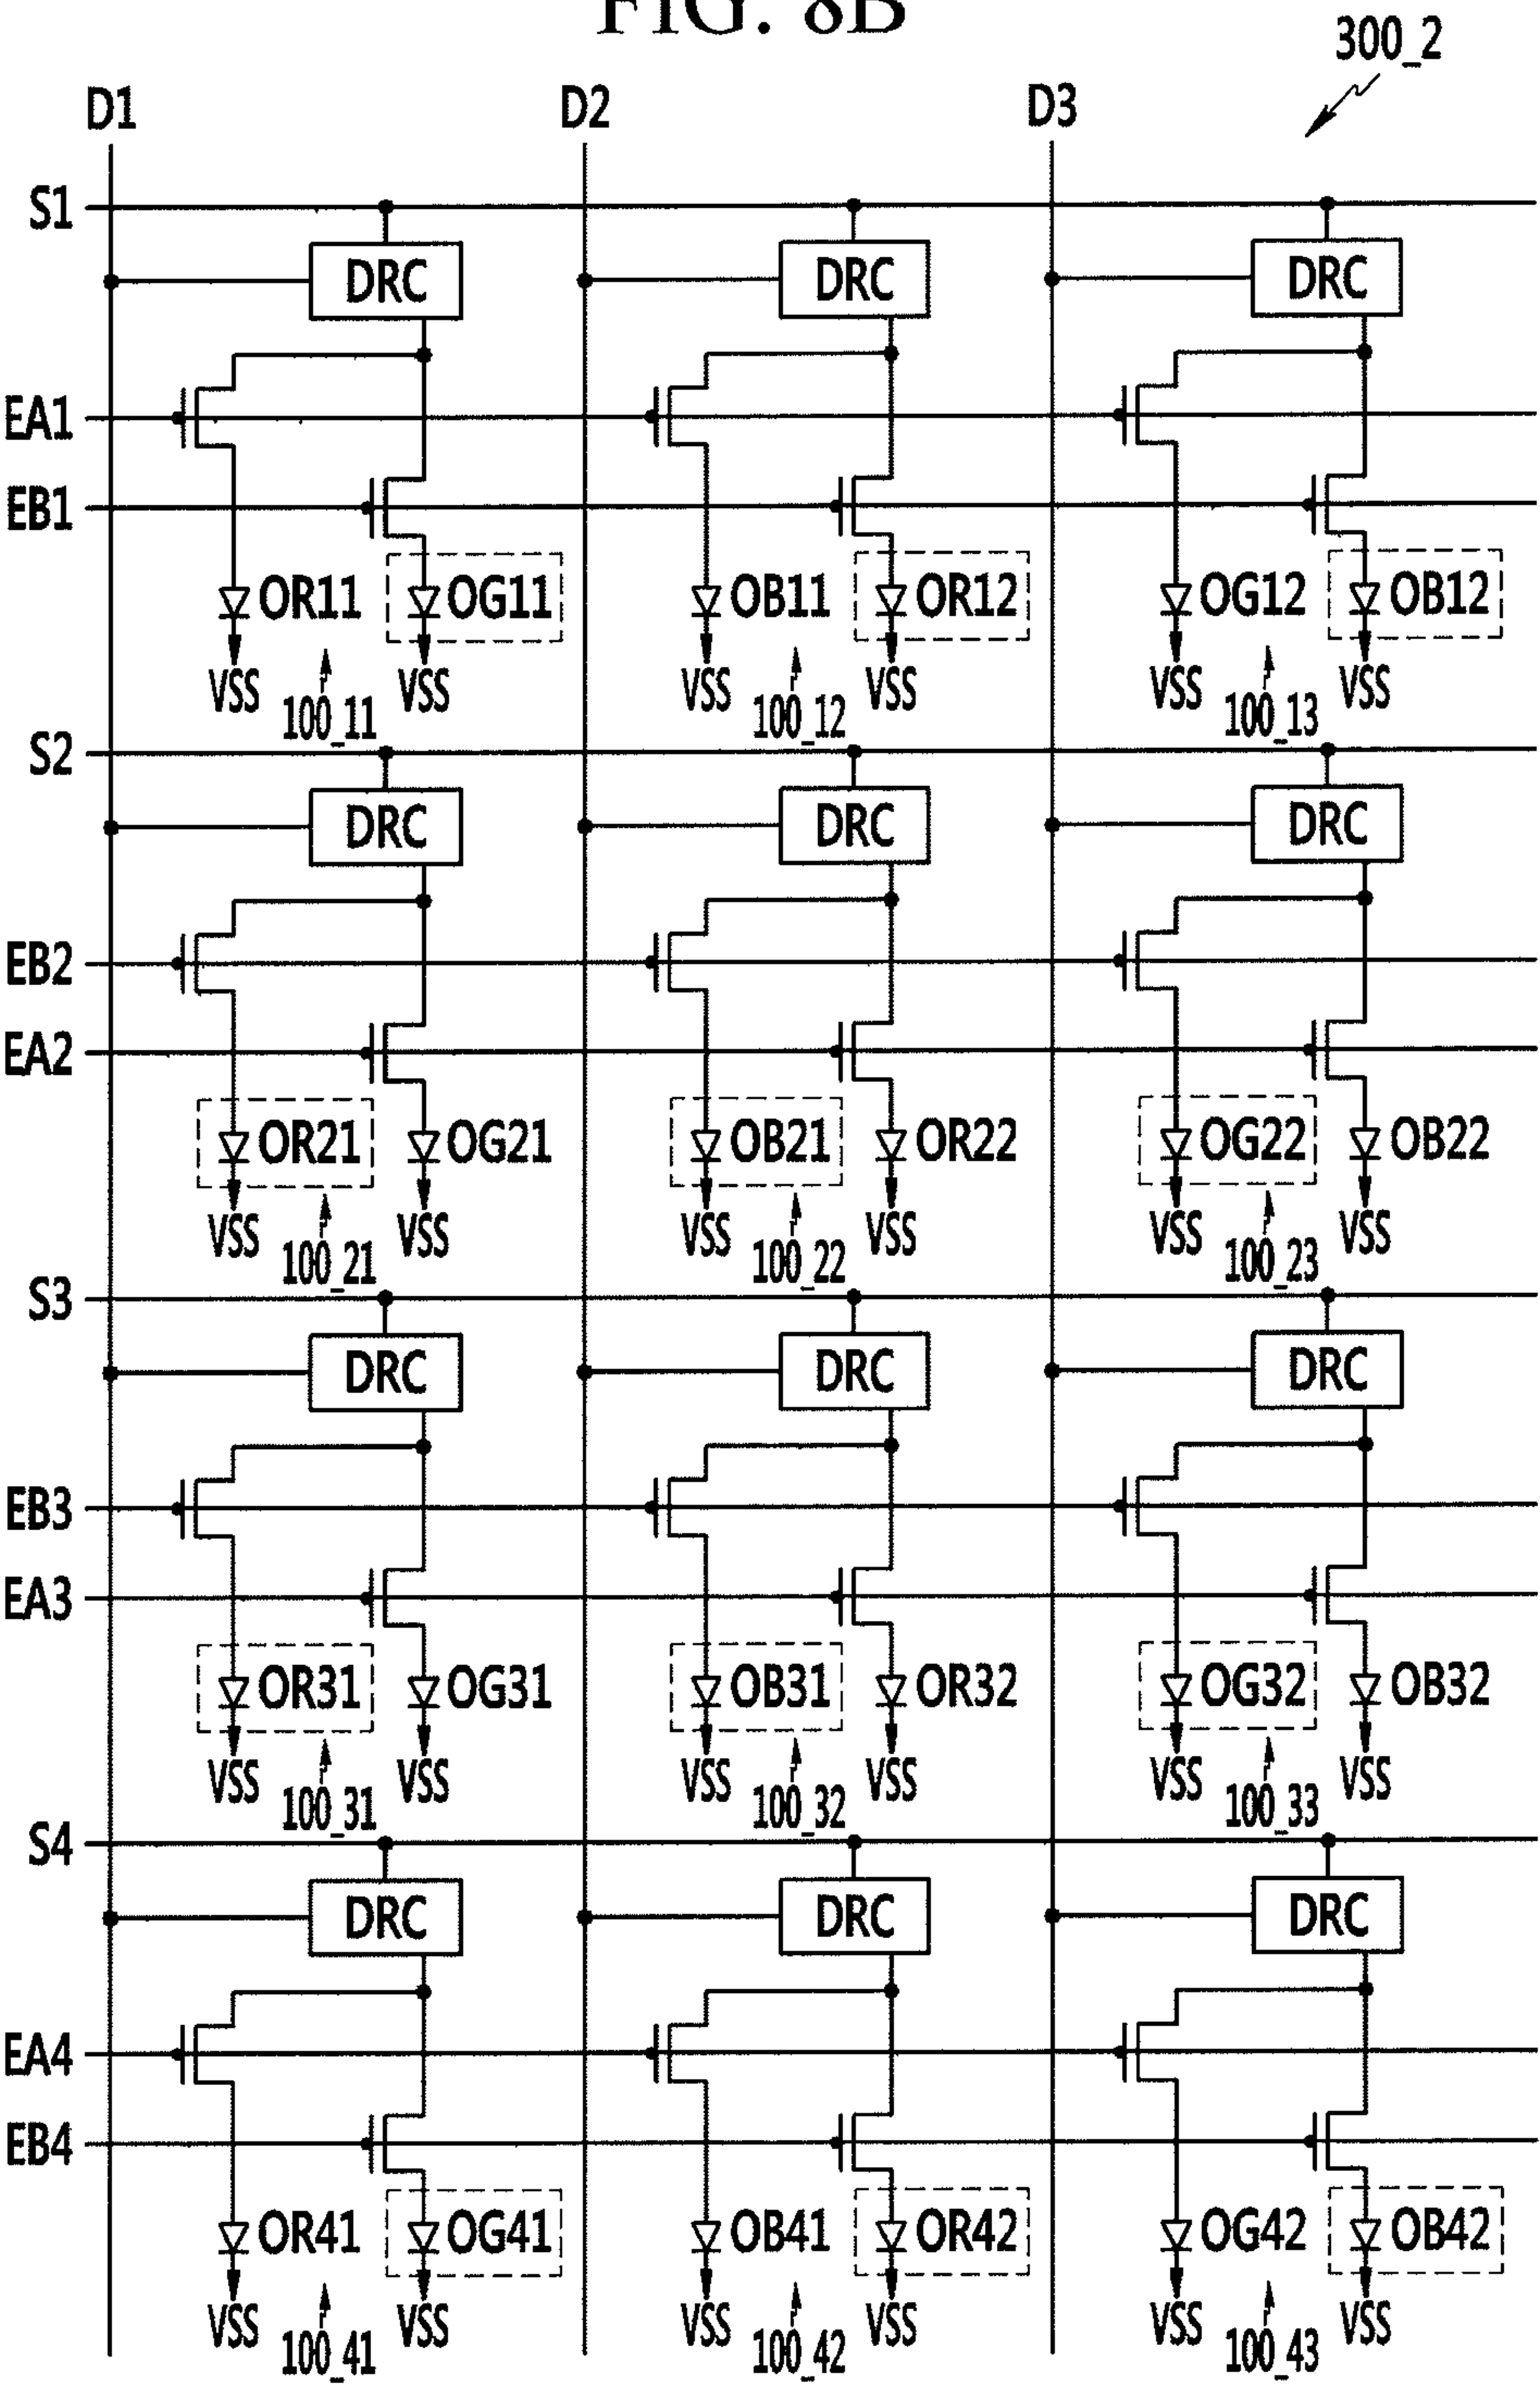 FIG. 8B
300_2
D1 D2 D3
S1
DRC DRC DRC
EA1
EB1
OR11 OG11 OB11 OR12 OG12 OB12
VSS VSS VSS VSS VSS VSS
100_11 100_12 100_13
S2
DRC DRC DRC
EB2
EA2
OR21 OG21 OB21 OR22 OG22 OB22
VSS VSS VSS VSS VSS VSS
100_21 100_22 100_23
S3
DRC DRC DRC
EB3
EA3
OR31 OG31 OB31 OR32 OG32 OB32
VSS VSS VSS VSS VSS VSS
100_31 100_32 100_33
S4
DRC DRC DRC
EA4
EB4
OR41 OG41 OB41 OR42 OG42 OB42
VSS VSS VSS VSS VSS VSS
100_41 100_42 100_43